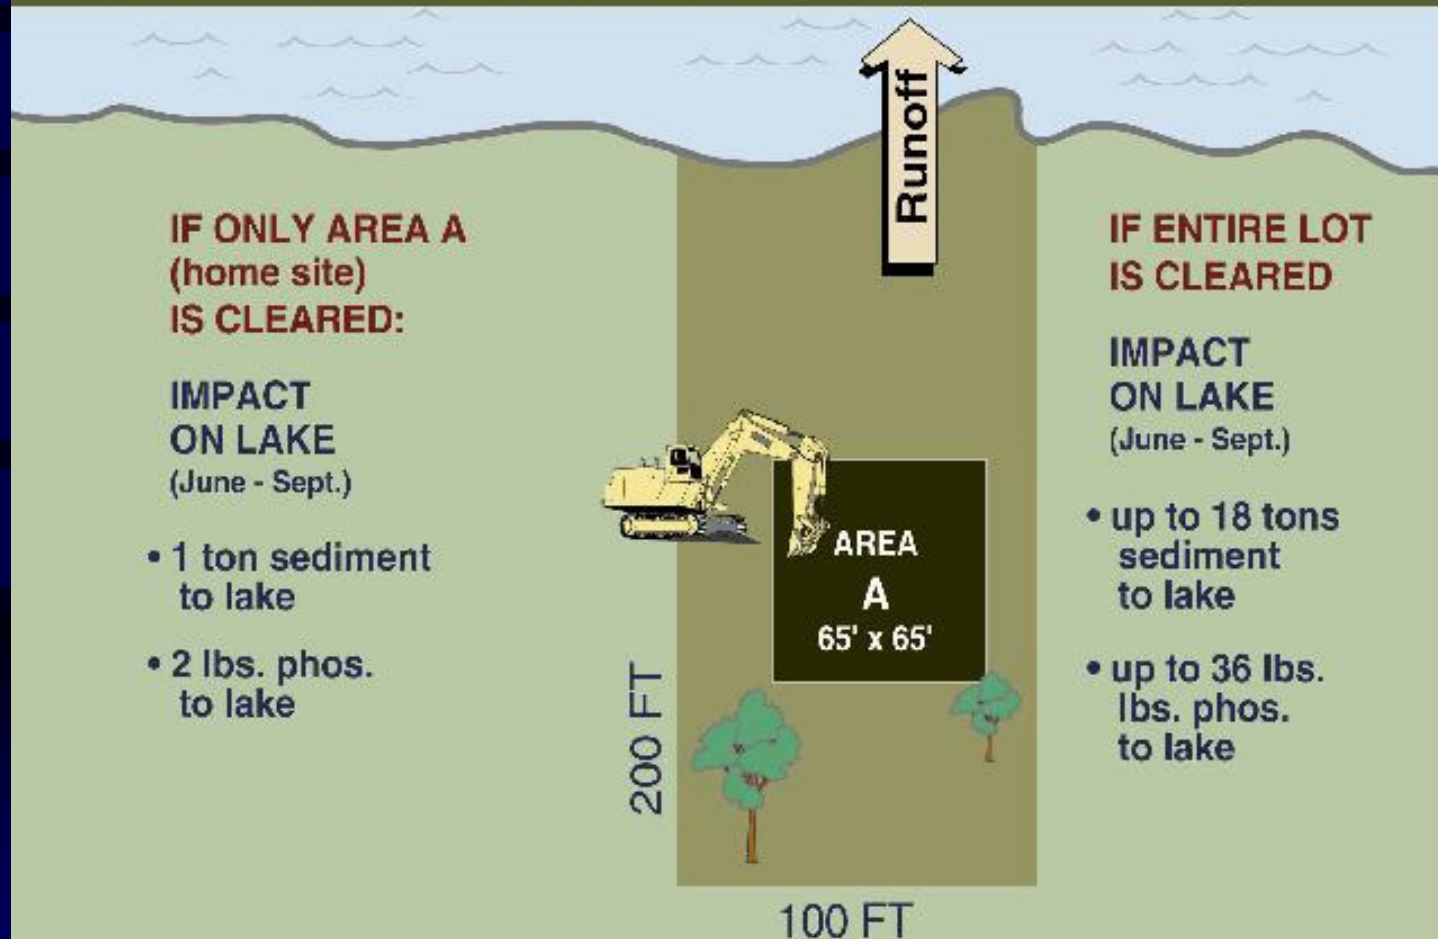 Runoff
IF ONLY AREA A
(home site)
IS CLEARED:
IMPACT
ON LAKE
(June - Sept.)
• 1 ton sediment
to lake
• 2 lbs. phos.
to lake
AREA
A
65' x 65'
200 FT
100 FT
IF ENTIRE LOT
IS CLEARED
IMPACT
ON LAKE
(June - Sept.)
• up to 18 tons
sediment
to lake
• up to 36 lbs.
lbs. phos.
to lake